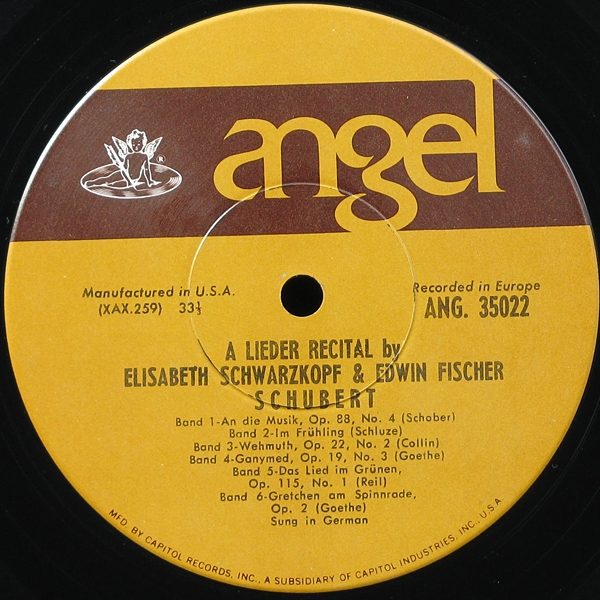 angel
®
Manufactured in U.S.A.
(XAX.259) 33⅓
Recorded in Europe
ANG. 35022
A LIEDER RECITAL by
ELISABETH SCHWARZKOPF & EDWIN FISCHER
SCHUBERT
Band 1-An die Musik, Op. 88, No. 4 (Schober)
Band 2-Im Frühling (Schluze)
Band 3-Wehmuth, Op. 22, No. 2 (Collin)
Band 4-Ganymed, Op. 19, No. 3 (Goethe)
Band 5-Das Lied im Grünen,
Op. 115, No. 1 (Reil)
Band 6-Gretchen am Spinnrade,
Op. 2 (Goethe)
Sung in German
MFD. BY CAPITOL RECORDS, INC., A SUBSIDIARY OF CAPITOL INDUSTRIES, INC., U.S.A.